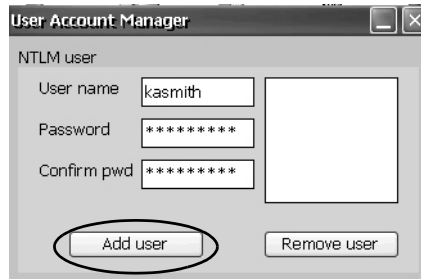 User Account Manager
NTLM user
User name kasmith
Password *********
Confirm pwd *********
Add user Remove user